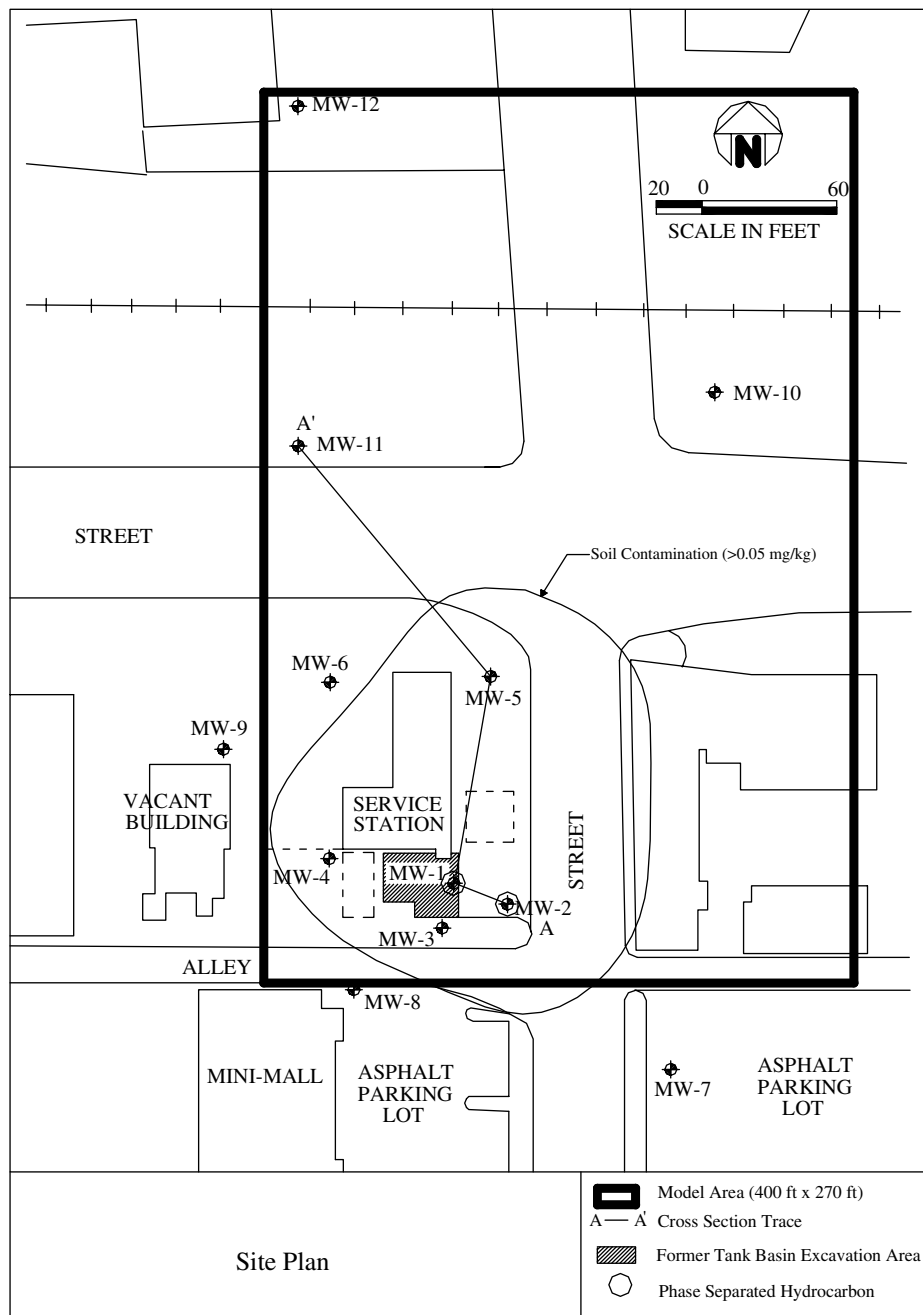 MW-12
N
20 0 60
SCALE IN FEET
MW-10
A'
MW-11
STREET
Soil Contamination (>0.05 mg/kg)
MW-6
MW-5
MW-9
VACANT
BUILDING
SERVICE
STATION
STREET
MW-1
MW-4
MW-2
A
MW-3
ALLEY
MW-8
MINI-MALL
ASPHALT
PARKING
LOT
MW-7
ASPHALT
PARKING
LOT
Site Plan
Model Area (400 ft x 270 ft)
A — A' Cross Section Trace
Former Tank Basin Excavation Area
Phase Separated Hydrocarbon